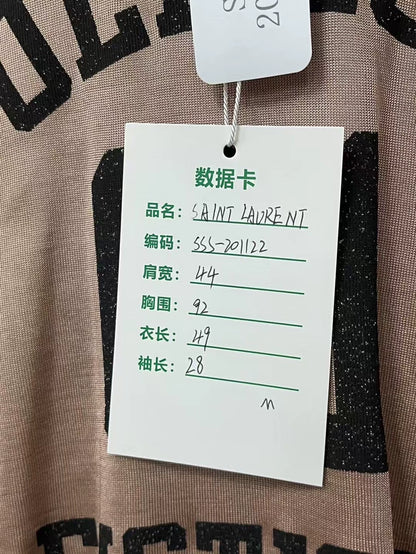 S
20
数据卡
品名: SAINT LAURENT
编码: SSS-201122
肩宽: 44
胸围: 92
衣长: 49
袖长: 28
M